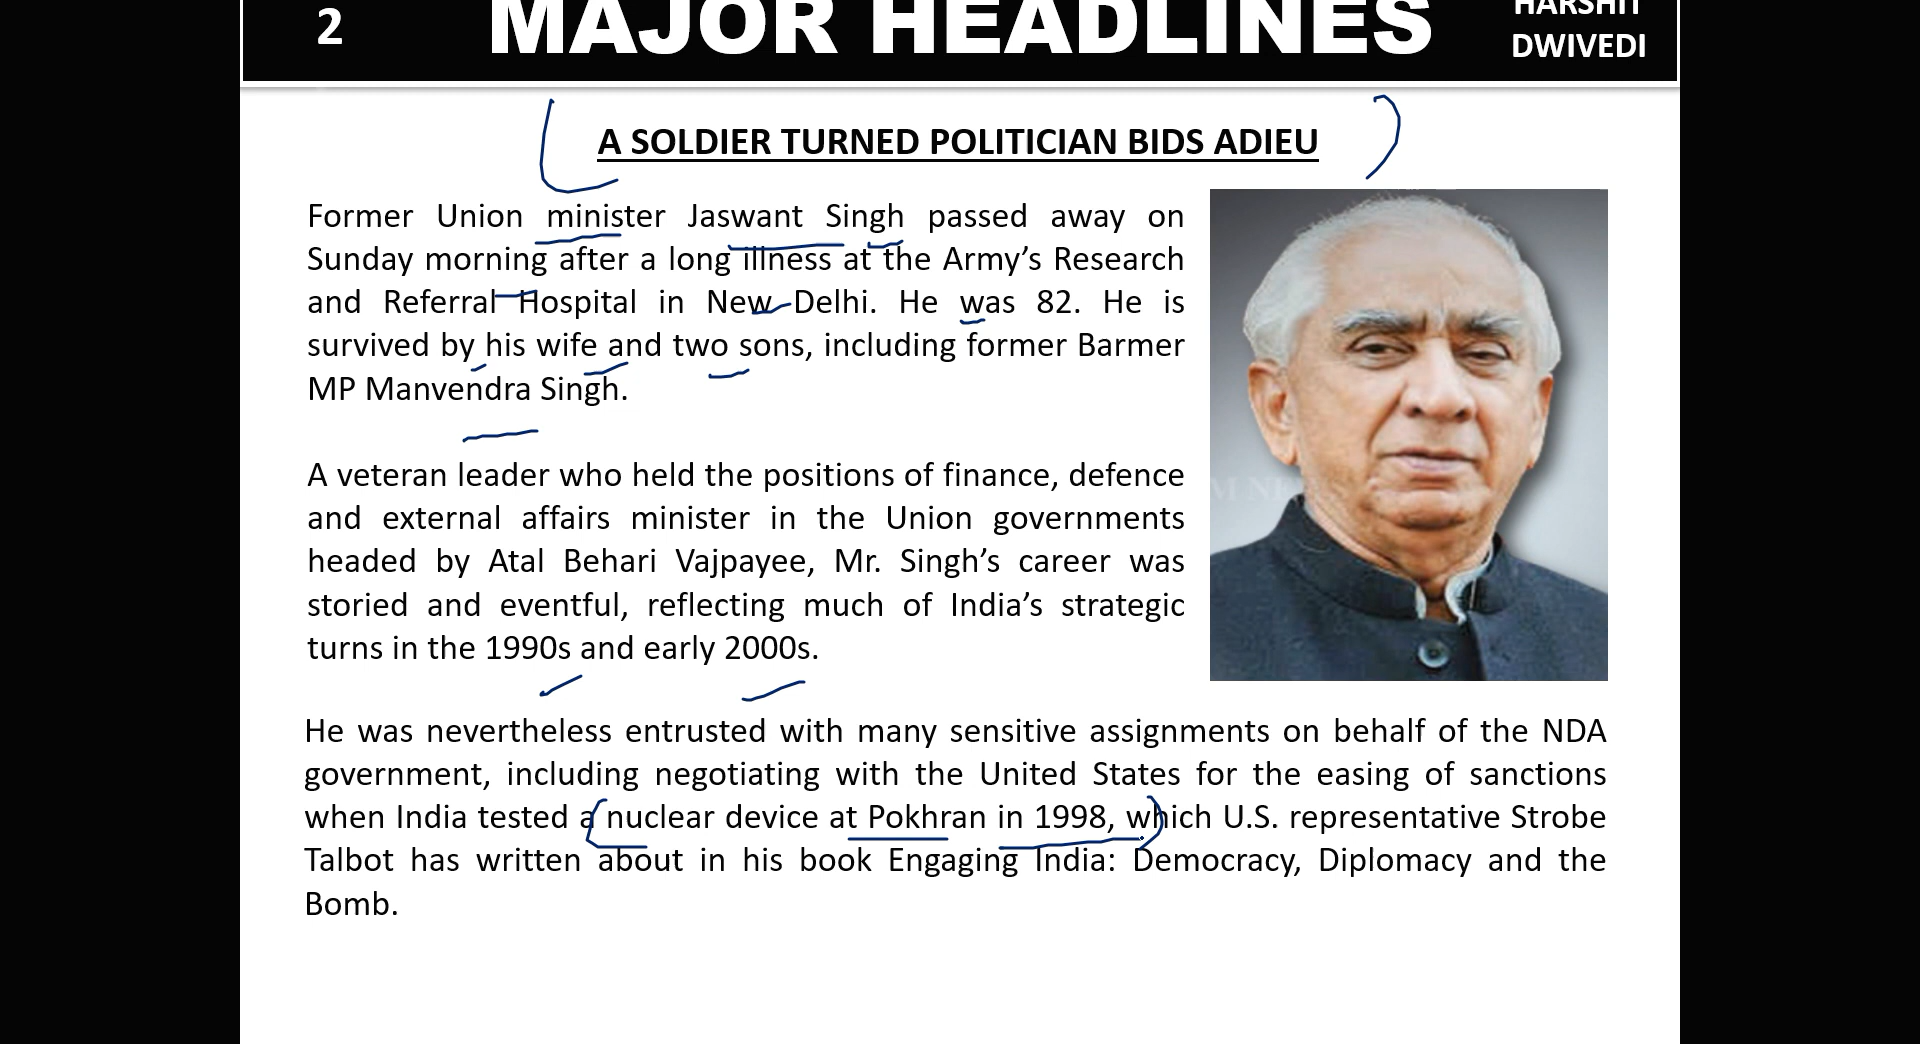 2
MAJOR HEADLINES
HARSHIT
DWIVEDI
A SOLDIER TURNED POLITICIAN BIDS ADIEU
Former Union minister Jaswant Singh passed away on
Sunday morning after a long illness at the Army’s Research
and Referral Hospital in New Delhi. He was 82. He is
survived by his wife and two sons, including former Barmer
MP Manvendra Singh.
A veteran leader who held the positions of finance, defence
and external affairs minister in the Union governments
headed by Atal Behari Vajpayee, Mr. Singh’s career was
storied and eventful, reflecting much of India’s strategic
turns in the 1990s and early 2000s.
He was nevertheless entrusted with many sensitive assignments on behalf of the NDA
government, including negotiating with the United States for the easing of sanctions
when India tested a nuclear device at Pokhran in 1998, which U.S. representative Strobe
Talbot has written about in his book Engaging India: Democracy, Diplomacy and the
Bomb.